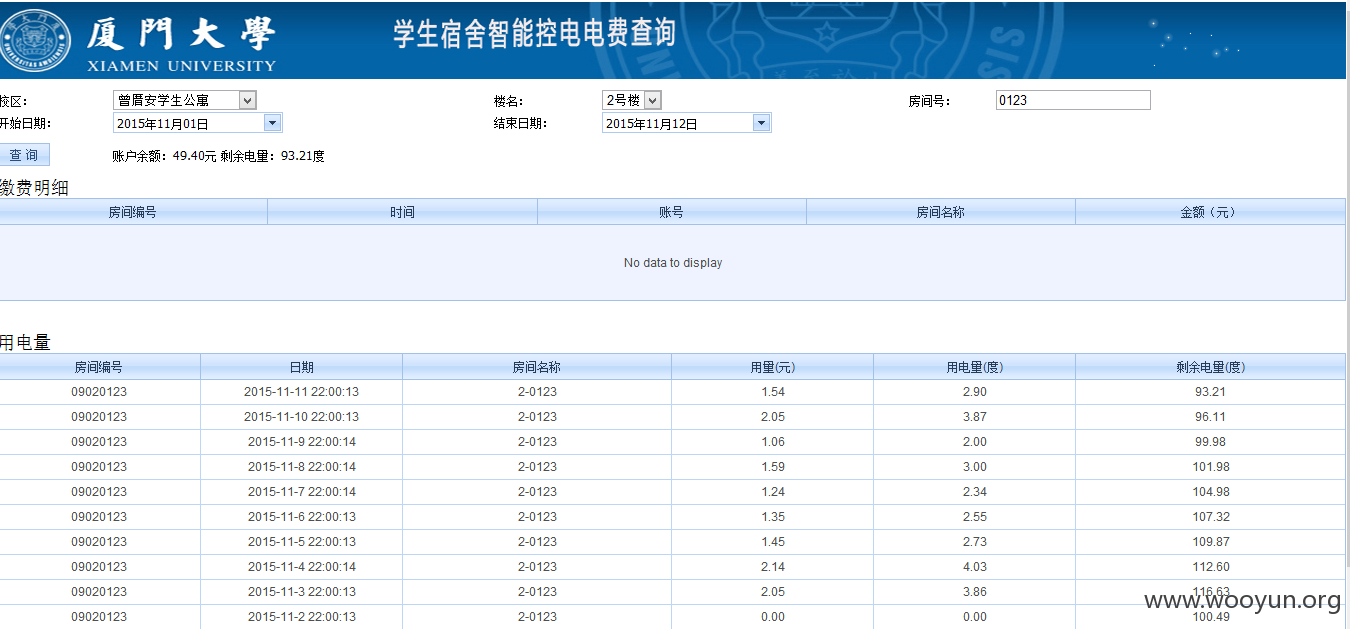 厦門大學
XIAMEN UNIVERSITY
学生宿舍智能控电电费查询
校区： 曾厝安学生公寓 楼名： 2号楼 房间号： 0123
开始日期： 2015年11月01日 结束日期： 2015年11月12日
查 询 账户余额：49.40元 剩余电量：93.21度
缴费明细
房间编号 时间 账号 房间名称 金额（元）
No data to display
用电量
房间编号 日期 房间名称 用量(元) 用电量(度) 剩余电量(度)
09020123 2015-11-11 22:00:13 2-0123 1.54 2.90 93.21
09020123 2015-11-10 22:00:13 2-0123 2.05 3.87 96.11
09020123 2015-11-9 22:00:14 2-0123 1.06 2.00 99.98
09020123 2015-11-8 22:00:14 2-0123 1.59 3.00 101.98
09020123 2015-11-7 22:00:14 2-0123 1.24 2.34 104.98
09020123 2015-11-6 22:00:13 2-0123 1.35 2.55 107.32
09020123 2015-11-5 22:00:13 2-0123 1.45 2.73 109.87
09020123 2015-11-4 22:00:14 2-0123 2.14 4.03 112.60
09020123 2015-11-3 22:00:13 2-0123 2.05 3.86 116.63
www.wooyun.org
09020123 2015-11-2 22:00:13 2-0123 0.00 0.00 100.49